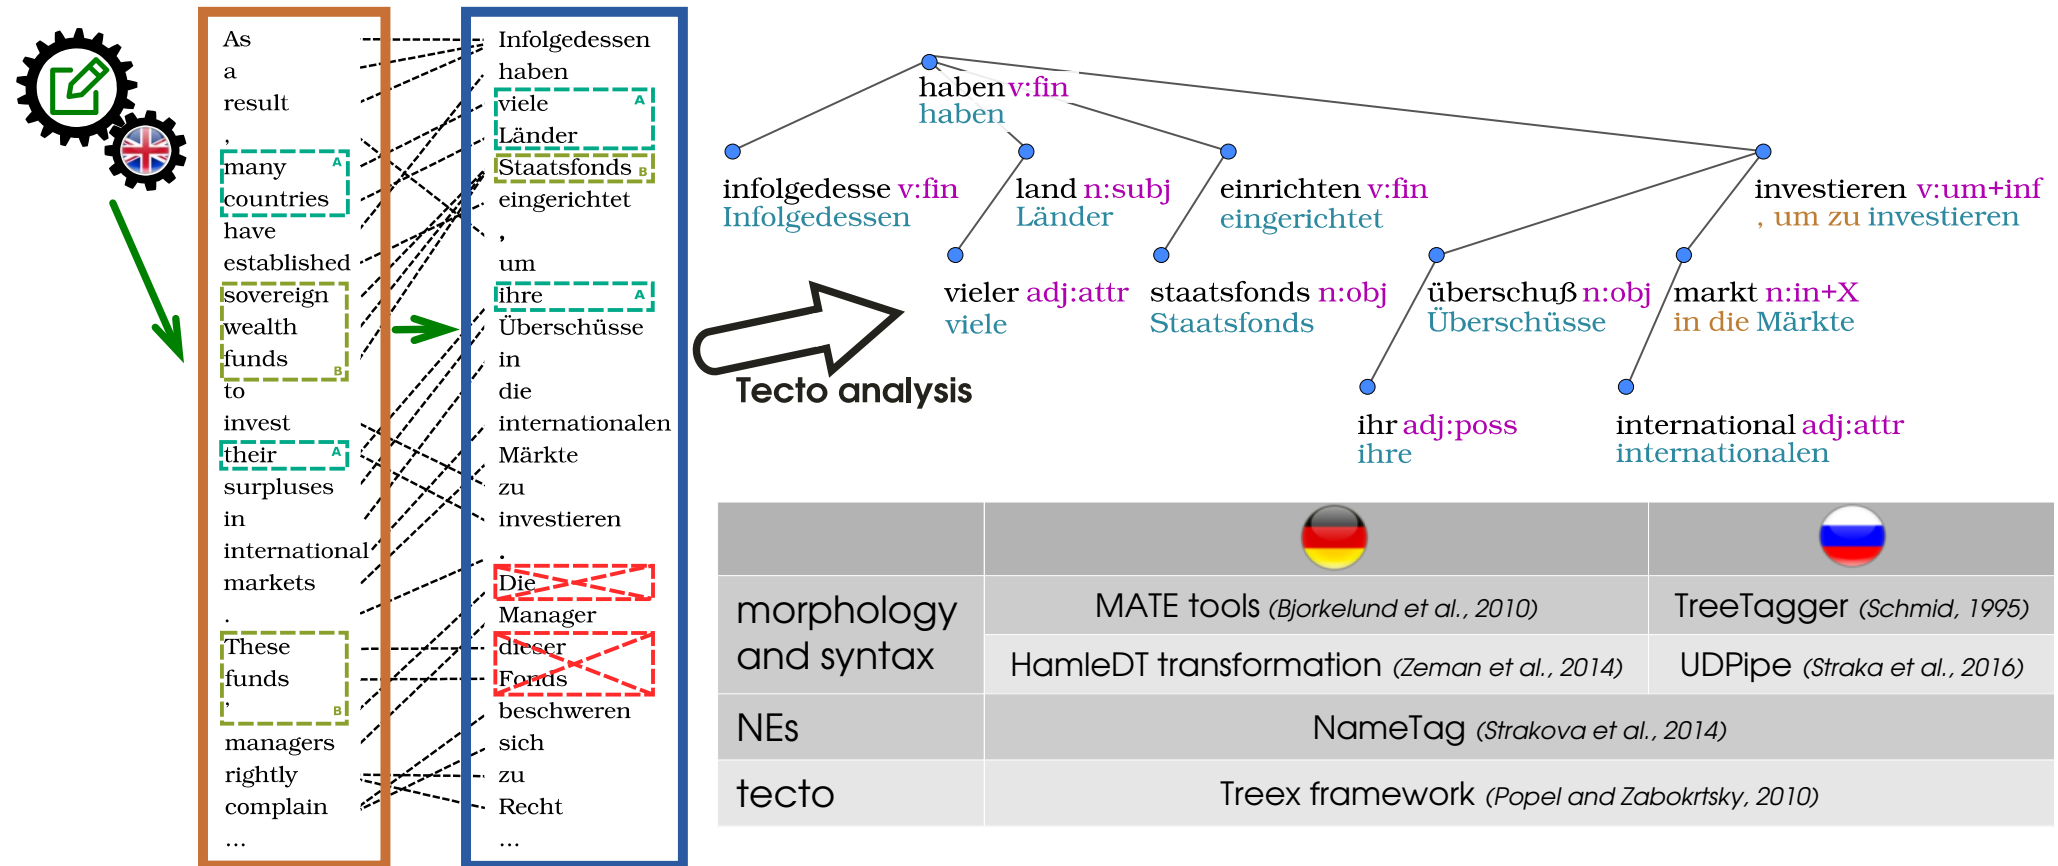 As
a
result
,
many A
countries
have
established
sovereign
wealth
funds
B
to
invest
their A
surpluses
in
international
markets
.
These
funds
’ B
managers
rightly
complain
...
Infolgedessen
haben
viele A
Länder
Staatsfonds B
eingerichtet
,
um
ihre A
Überschüsse
in
die
internationalen
Märkte
zu
investieren
.
Die
Manager
dieser
Fonds
beschweren
sich
zu
Recht
...
Tecto analysis
haben v:fin
haben
infolgedesse v:fin
Infolgedessen
land n:subj
Länder
einrichten v:fin
eingerichtet
investieren v:um+inf
, um zu investieren
vieler adj:attr
viele
staatsfonds n:obj
Staatsfonds
überschuß n:obj
Überschüsse
markt n:in+X
in die Märkte
ihr adj:poss
ihre
international adj:attr
internationalen
morphology
and syntax
MATE tools (Bjorkelund et al., 2010)
TreeTagger (Schmid, 1995)
HamleDT transformation (Zeman et al., 2014)
UDPipe (Straka et al., 2016)
NEs
NameTag (Strakova et al., 2014)
tecto
Treex framework (Popel and Zabokrtsky, 2010)